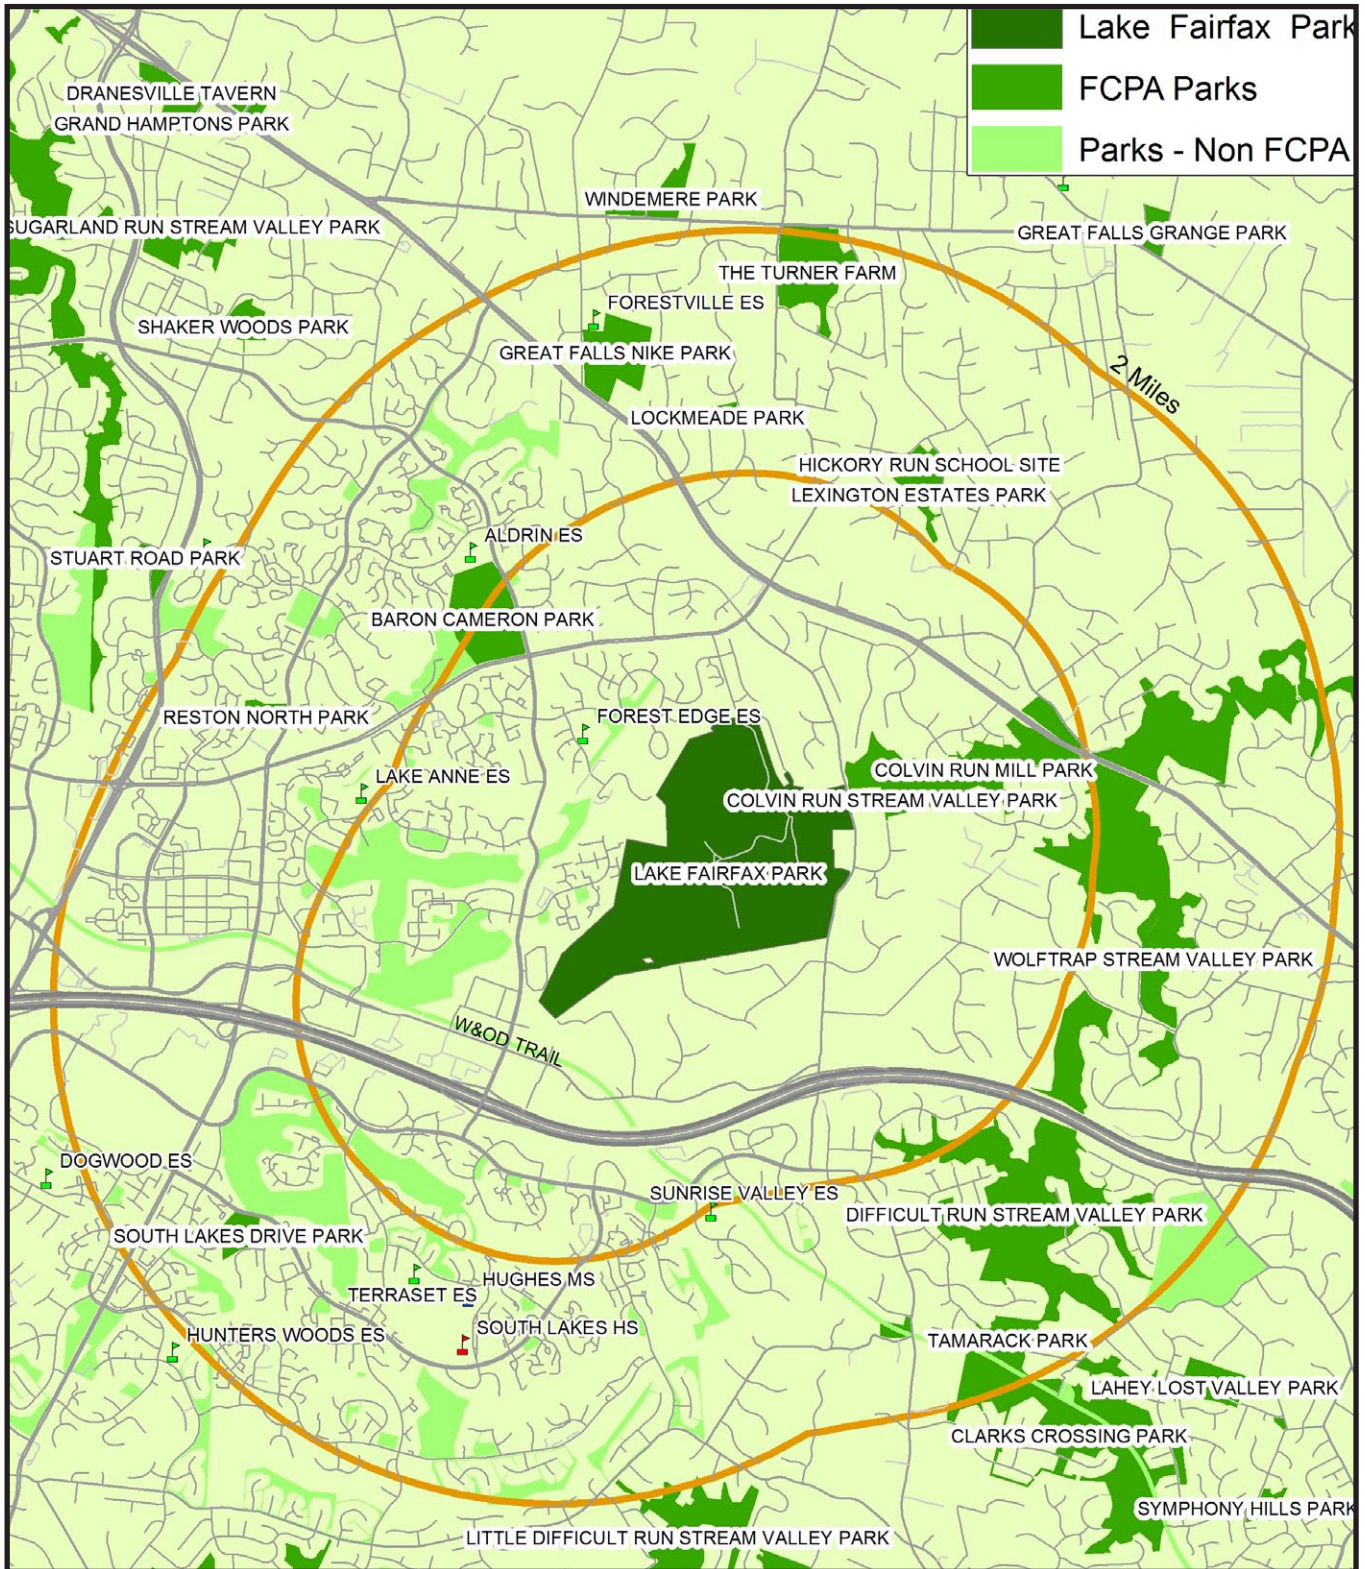 Lake Fairfax Park
FCPA Parks
Parks - Non FCPA
DRANESVILLE TAVERN
GRAND HAMPTONS PARK
WINDEMERE PARK
SUGARLAND RUN STREAM VALLEY PARK
GREAT FALLS GRANGE PARK
THE TURNER FARM
FORESTVILLE ES
SHAKER WOODS PARK
GREAT FALLS NIKE PARK
2 Miles
LOCKMEADE PARK
HICKORY RUN SCHOOL SITE
LEXINGTON ESTATES PARK
ALDRIN ES
STUART ROAD PARK
BARON CAMERON PARK
RESTON NORTH PARK
FOREST EDGE ES
LAKE ANNE ES
COLVIN RUN MILL PARK
COLVIN RUN STREAM VALLEY PARK
LAKE FAIRFAX PARK
WOLFTRAP STREAM VALLEY PARK
W&OD TRAIL
DOGWOOD ES
SUNRISE VALLEY ES
DIFFICULT RUN STREAM VALLEY PARK
SOUTH LAKES DRIVE PARK
HUGHES MS
TERRASET ES
SOUTH LAKES HS
HUNTERS WOODS ES
TAMARACK PARK
LAHEY LOST VALLEY PARK
CLARKS CROSSING PARK
SYMPHONY HILLS PARK
LITTLE DIFFICULT RUN STREAM VALLEY PARK